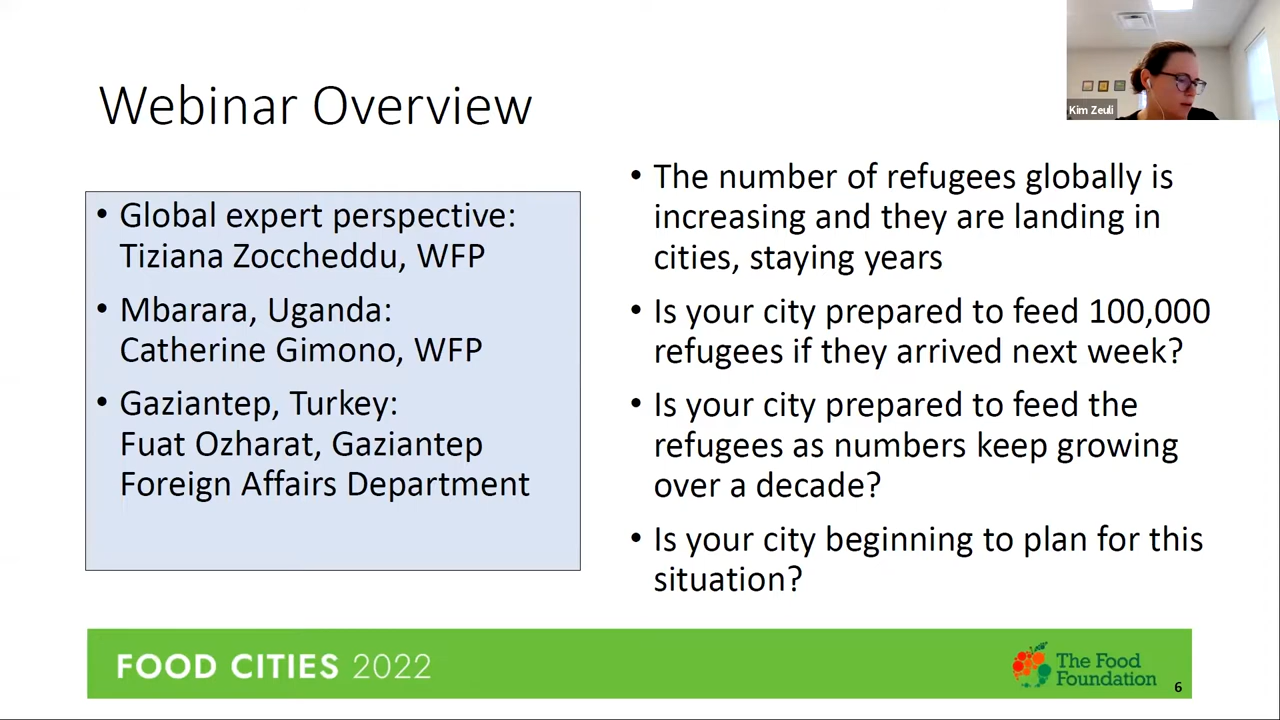 Webinar Overview
Kim Zeuli
• Global expert perspective:
Tiziana Zoccheddu, WFP
• Mbarara, Uganda:
Catherine Gimono, WFP
• Gaziantep, Turkey:
Fuat Ozharat, Gaziantep
Foreign Affairs Department
• The number of refugees globally is
increasing and they are landing in
cities, staying years
• Is your city prepared to feed 100,000
refugees if they arrived next week?
• Is your city prepared to feed the
refugees as numbers keep growing
over a decade?
• Is your city beginning to plan for this
situation?
FOOD CITIES 2022
The Food
Foundation
6